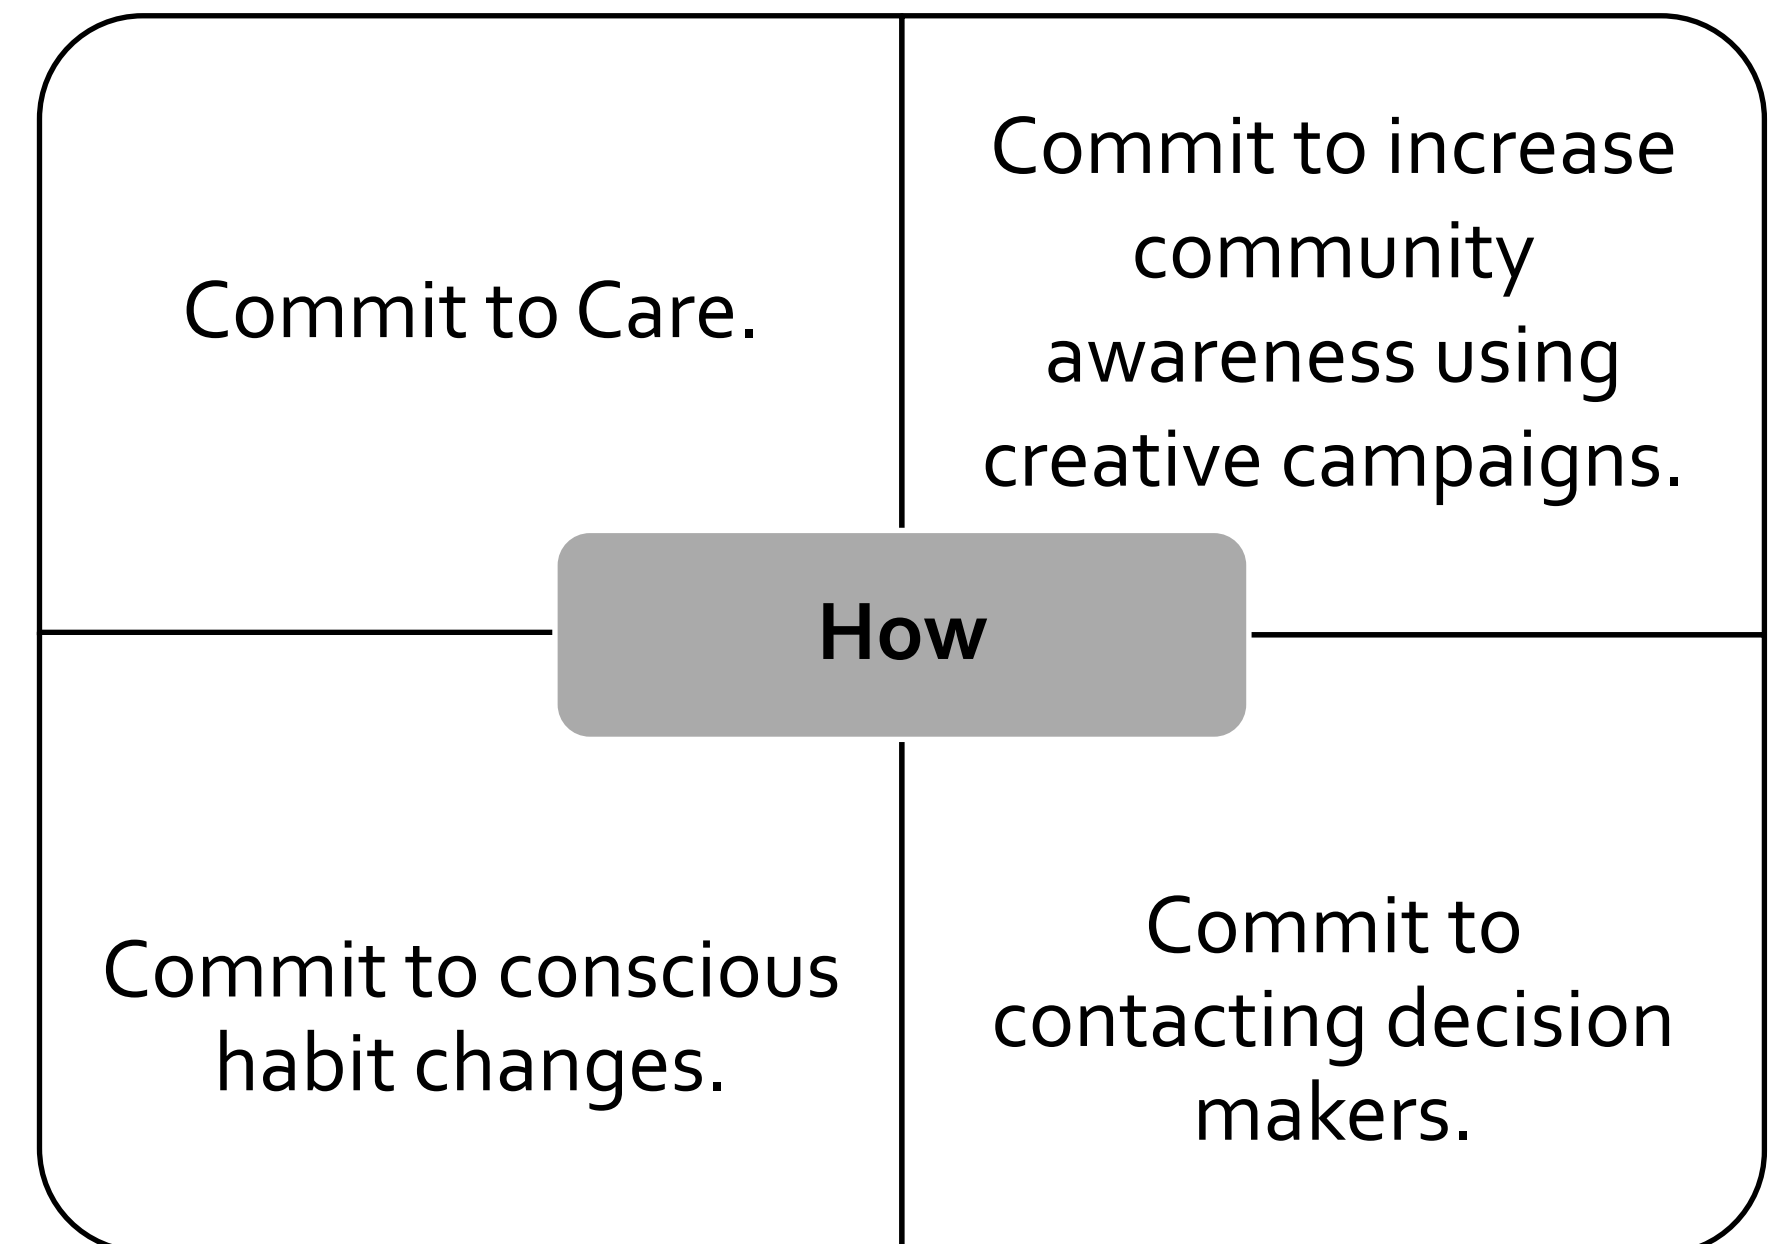 Commit to Care.
Commit to increase
community
awareness using
creative campaigns.
How
Commit to conscious
habit changes.
Commit to
contacting decision
makers.